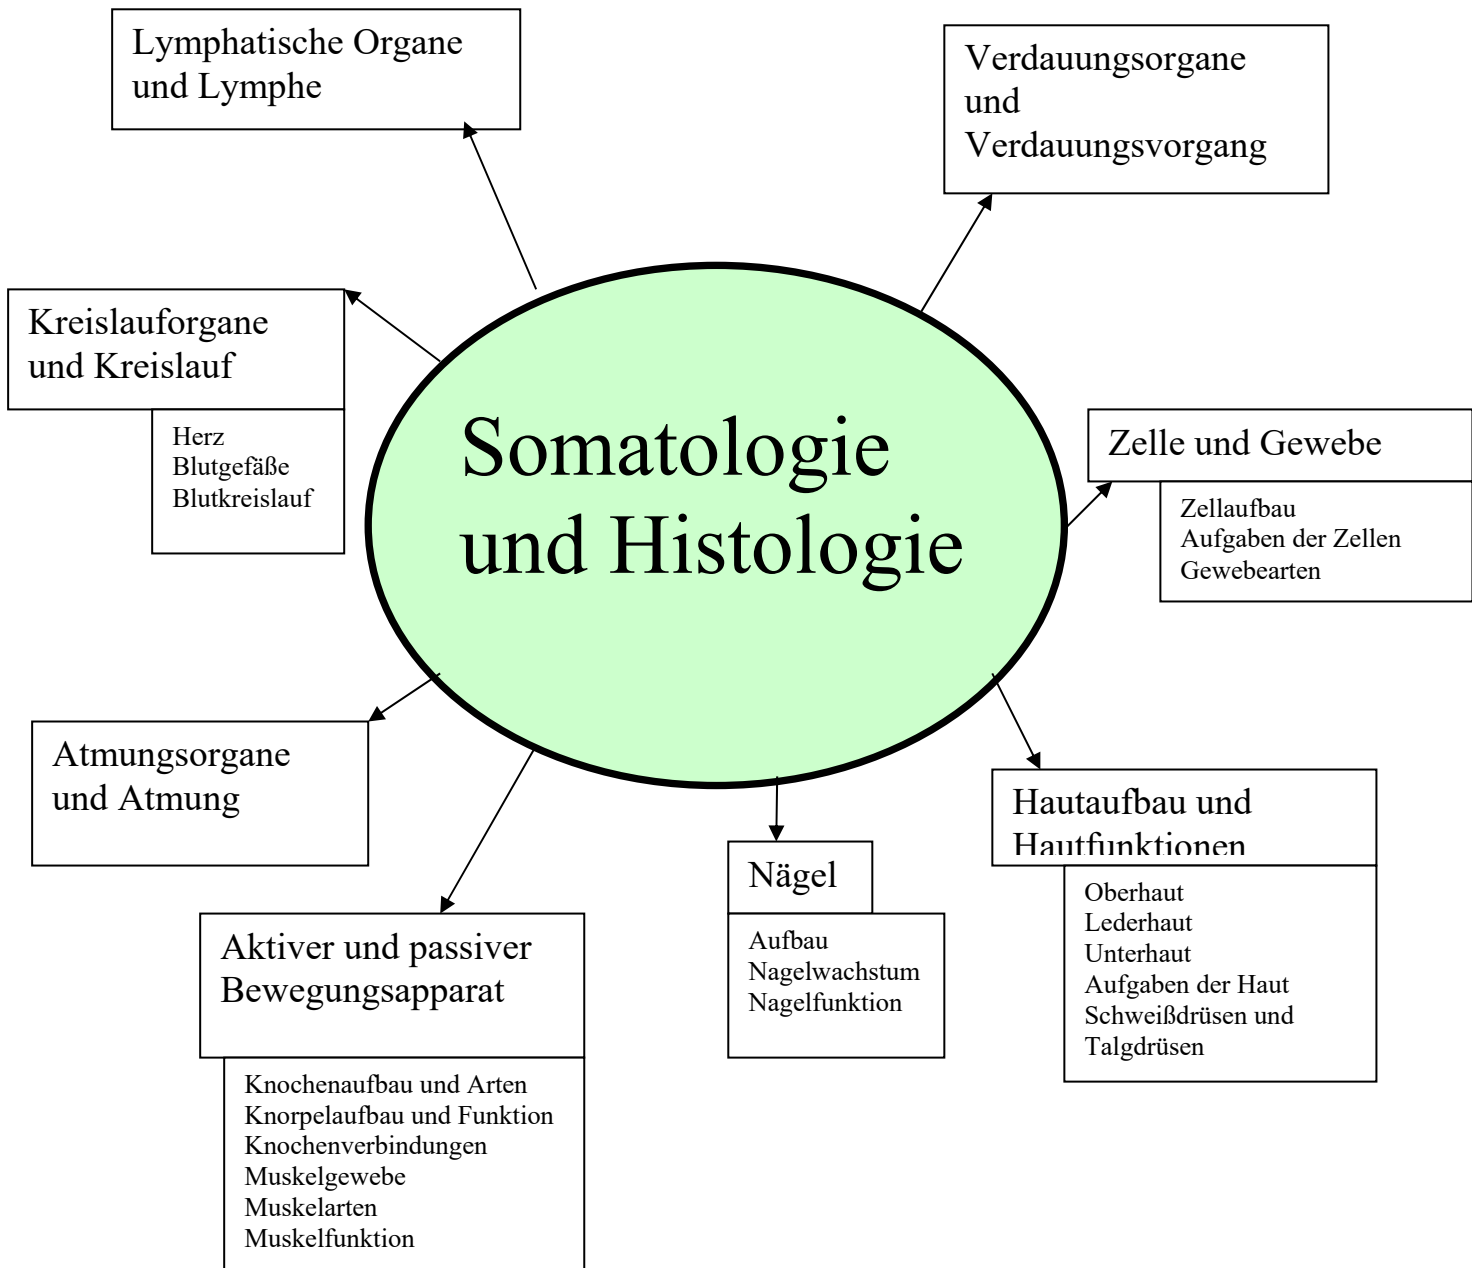 Lymphatische Organe
und Lymphe
Verdauungsorgane
und
Verdauungsvorgang
Kreislauforgane
und Kreislauf
Herz
Blutgefäße
Blutkreislauf
Somatologie
und Histologie
Zelle und Gewebe
Zellaufbau
Aufgaben der Zellen
Gewebearten
Atmungsorgane
und Atmung
Aktiver und passiver
Bewegungsapparat
Knochenaufbau und Arten
Knorpelaufbau und Funktion
Knochenverbindungen
Muskelgewebe
Muskelarten
Muskelfunktion
Nägel
Aufbau
Nagelwachstum
Nagelfunktion
Hautaufbau und
Hautfunktionen
Oberhaut
Lederhaut
Unterhaut
Aufgaben der Haut
Schweißdrüsen und
Talgdrüsen